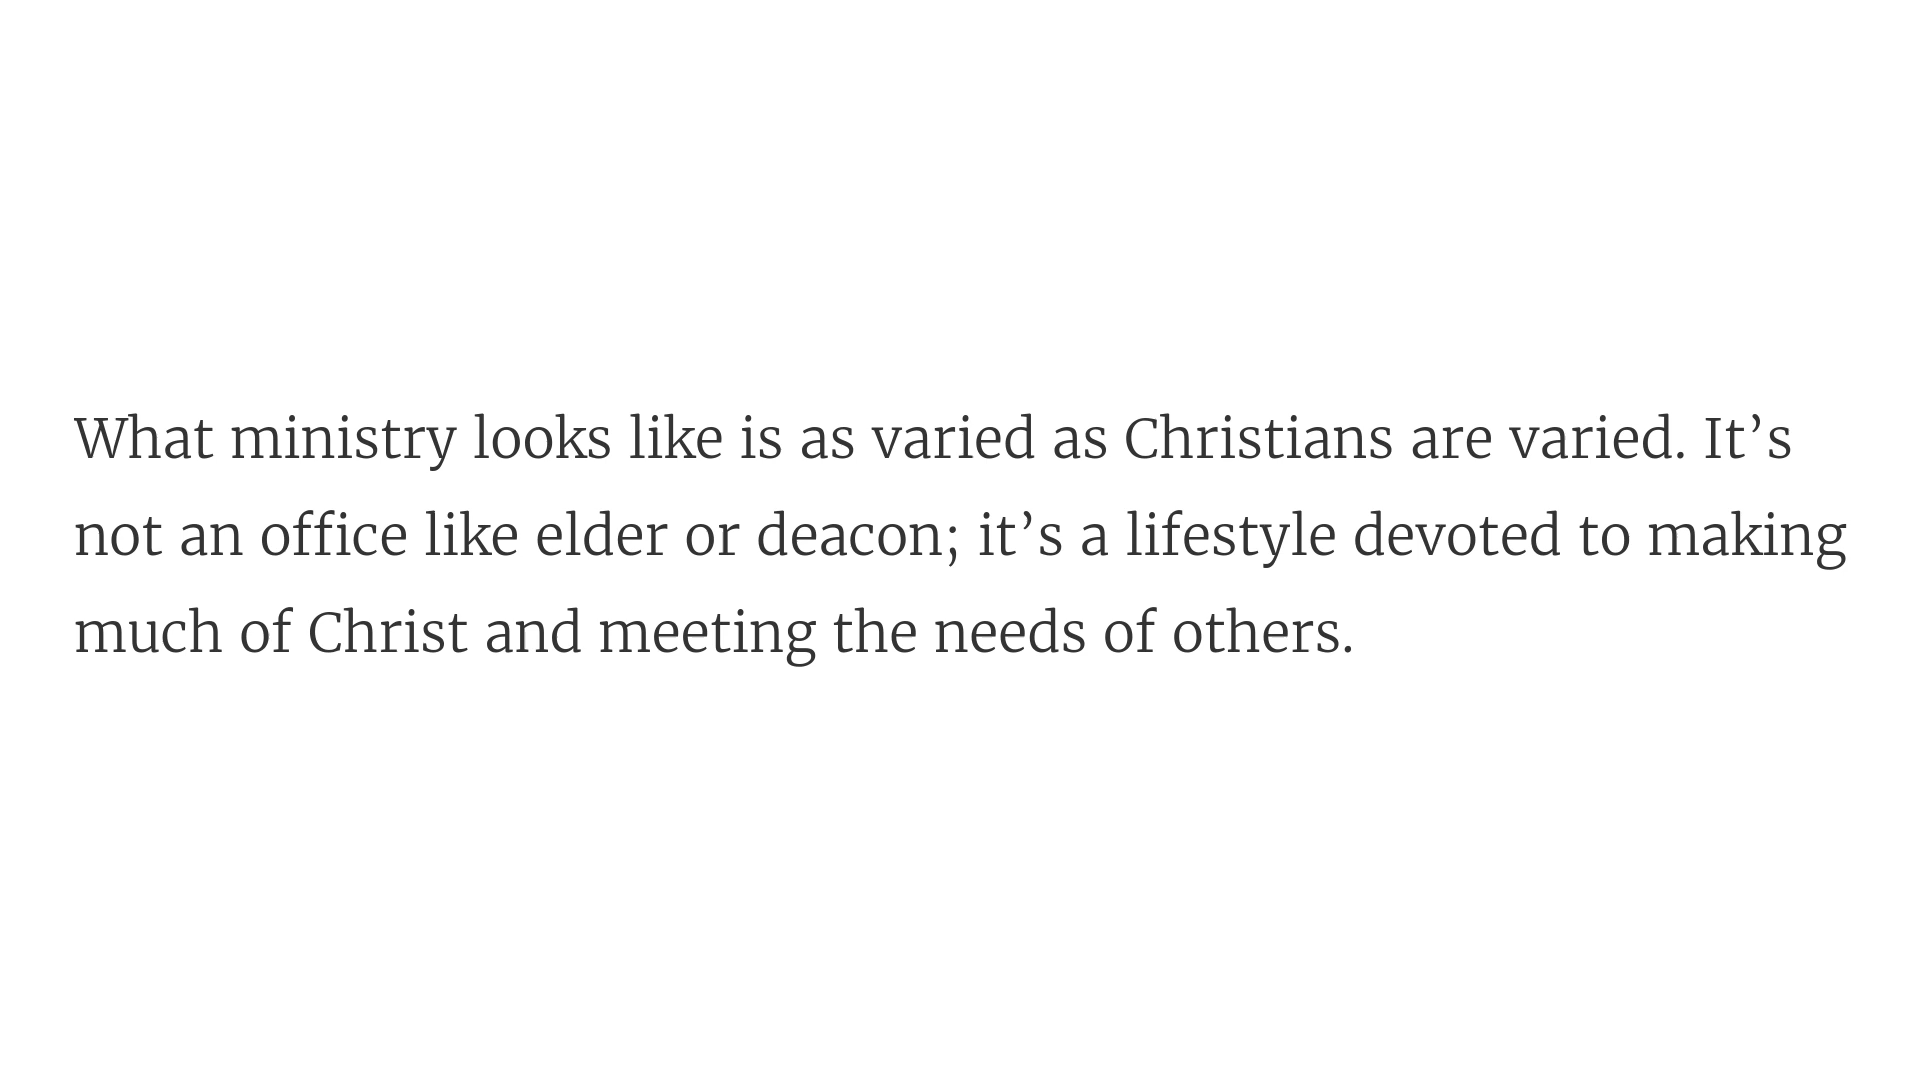 What ministry looks like is as varied as Christians are varied. It’s
not an office like elder or deacon; it’s a lifestyle devoted to making
much of Christ and meeting the needs of others.